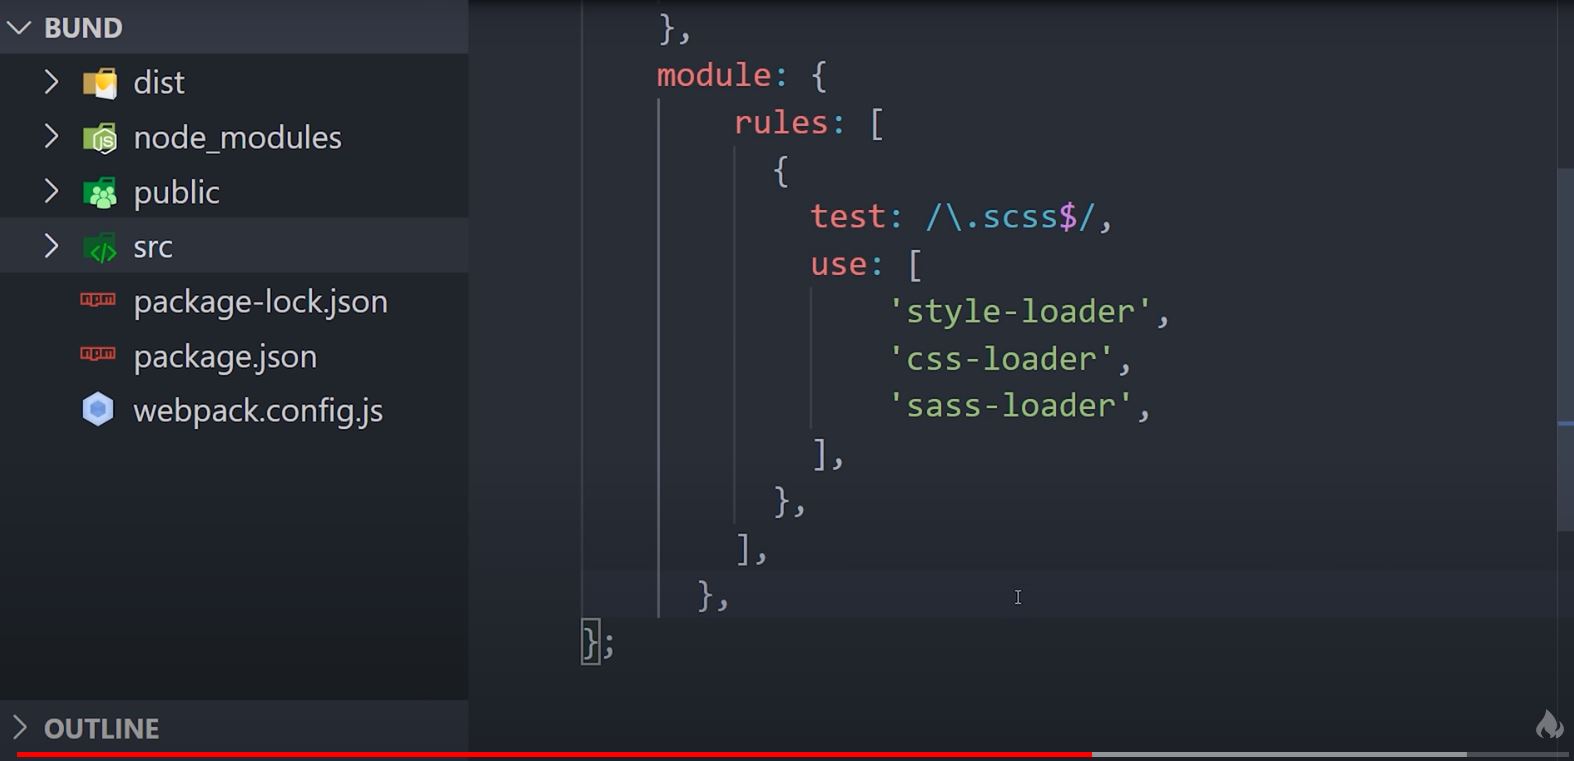 BUND
dist
node_modules
public
src
package-lock.json
package.json
webpack.config.js
OUTLINE
},
module: {
rules: [
{
test: /\.scss$/,
use: [
'style-loader',
'css-loader',
'sass-loader',
],
},
],
},
};